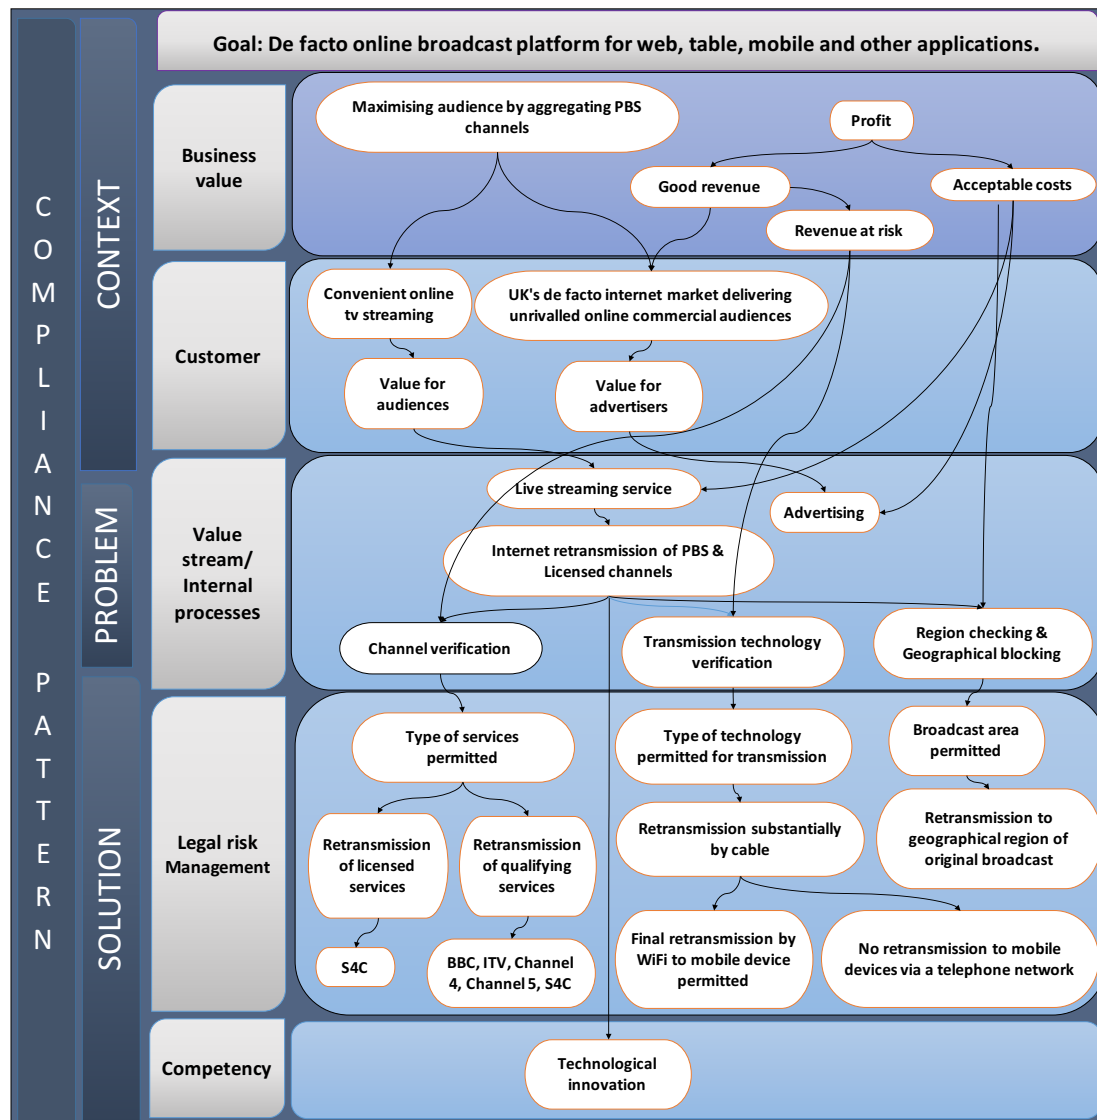 Goal: De facto online broadcast platform for web, table, mobile and other applications.
COMPLIANCE PATTERN
CONTEXT
PROBLEM
SOLUTION
Business
value
Maximising audience by aggregating PBS
channels
Profit
Good revenue
Acceptable costs
Revenue at risk
Customer
Convenient online
tv streaming
UK's de facto internet market delivering
unrivalled online commercial audiences
Value for
audiences
Value for
advertisers
Value
stream/
Internal
processes
Live streaming service
Advertising
Internet retransmission of PBS &
Licensed channels
Channel verification
Transmission technology
verification
Region checking &
Geographical blocking
Legal risk
Management
Type of services
permitted
Type of technology
permitted for transmission
Broadcast area
permitted
Retransmission
of licensed
services
Retransmission
of qualifying
services
Retransmission substantially
by cable
Retransmission to
geographical region of
original broadcast
S4C
BBC, ITV, Channel
4, Channel 5, S4C
Final retransmission by
WiFi to mobile device
permitted
No retransmission to mobile
devices via a telephone network
Competency
Technological
innovation